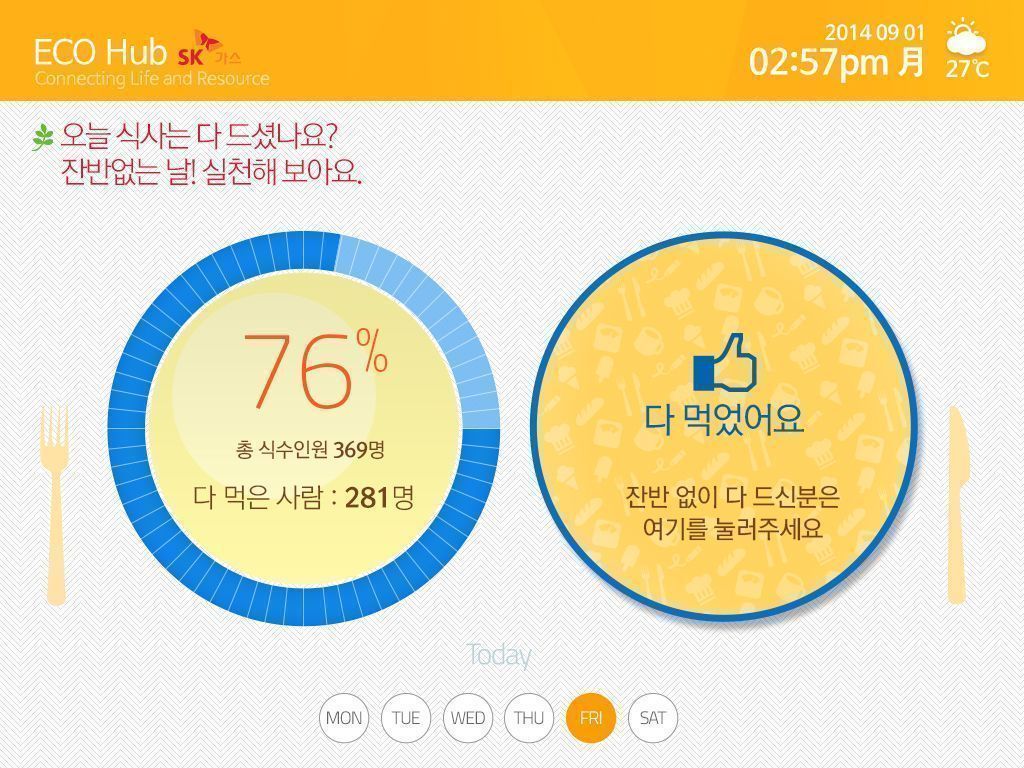 ECO Hub SK가스
Connecting Life and Resource
2014 09 01
02:57pm 月
27℃
오늘 식사는 다 드셨나요?
잔반없는 날! 실천해 보아요.
76%
총 식수인원 369명
다 먹은 사람 : 281명
다 먹었어요
잔반 없이 다 드신분은
여기를 눌러주세요
Today
MON TUE WED THU FRI SAT